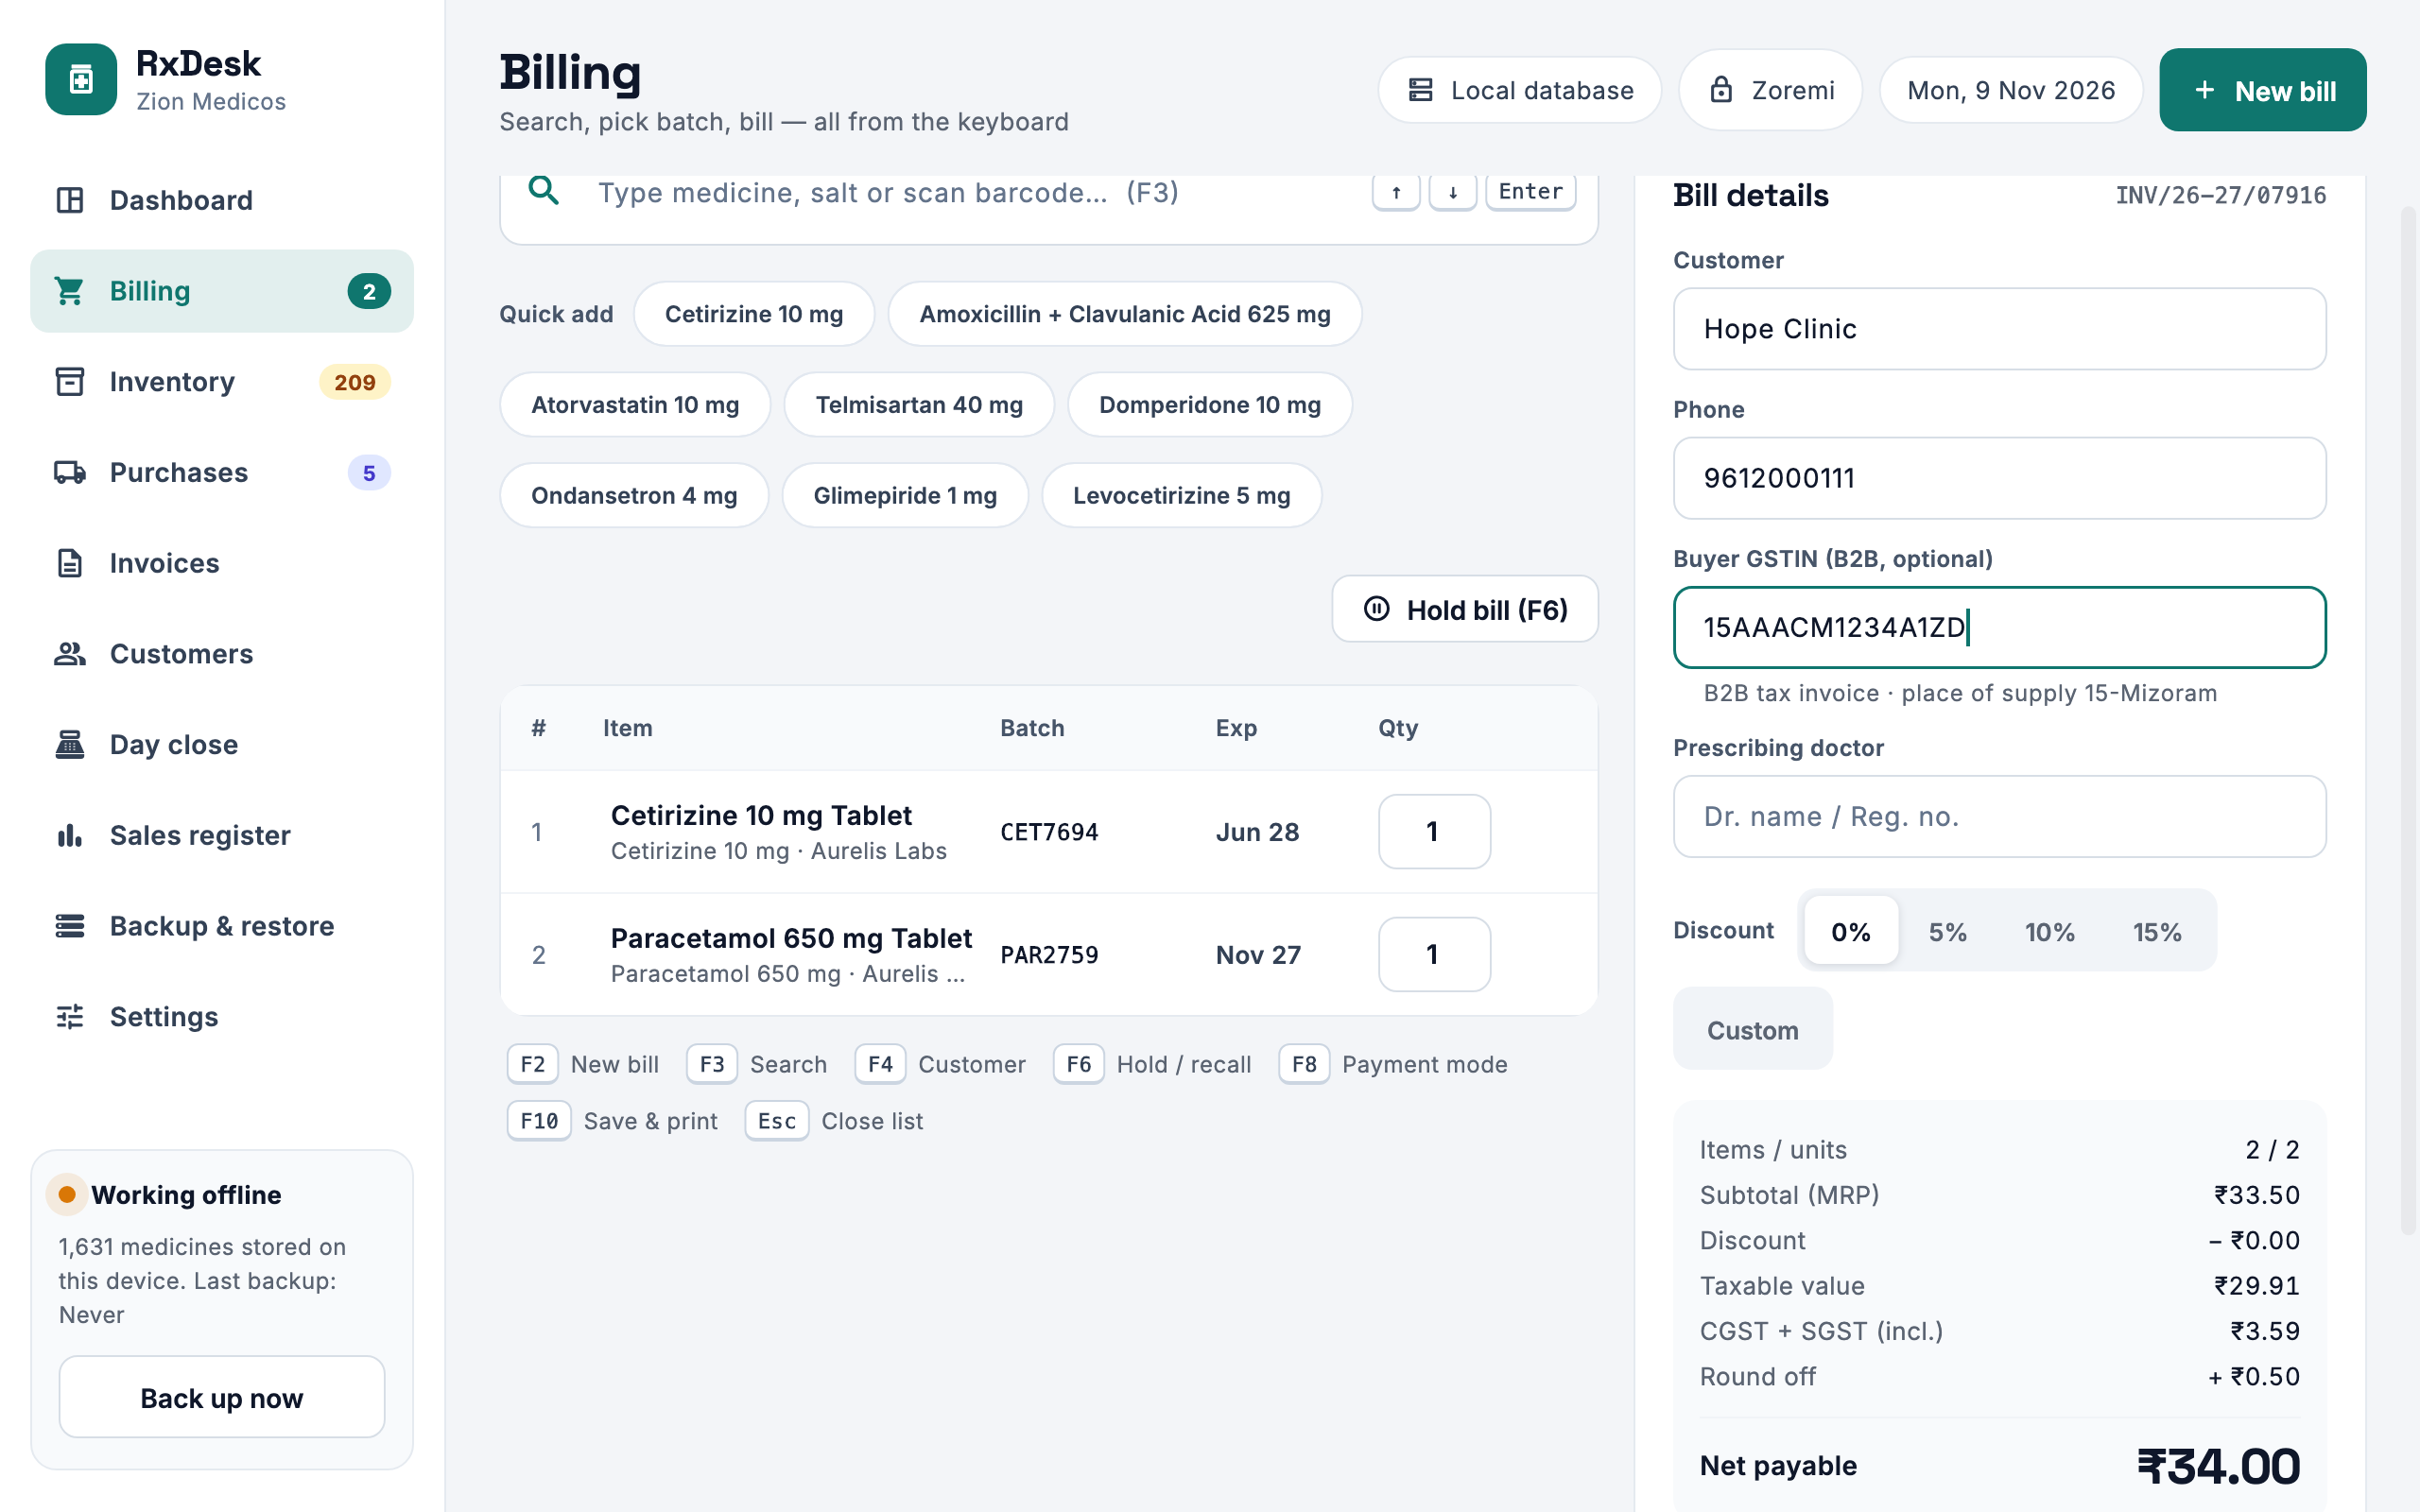 RxDesk
Zion Medicos
Dashboard
Billing 2
Inventory 209
Purchases 5
Invoices
Customers
Day close
Sales register
Backup & restore
Settings
Working offline
1,631 medicines stored on
this device. Last backup:
Never
Back up now
Billing
Search, pick batch, bill — all from the keyboard
Local database
Zoremi
Mon, 9 Nov 2026
+ New bill
Type medicine, salt or scan barcode... (F3)
↑ ↓ Enter
Quick add Cetirizine 10 mg Amoxicillin + Clavulanic Acid 625 mg
Atorvastatin 10 mg Telmisartan 40 mg Domperidone 10 mg
Ondansetron 4 mg Glimepiride 1 mg Levocetirizine 5 mg
Hold bill (F6)
# Item Batch Exp Qty
1 Cetirizine 10 mg Tablet CET7694 Jun 28 1
Cetirizine 10 mg · Aurelis Labs
2 Paracetamol 650 mg Tablet PAR2759 Nov 27 1
Paracetamol 650 mg · Aurelis ...
F2 New bill F3 Search F4 Customer F6 Hold / recall F8 Payment mode
F10 Save & print Esc Close list
Bill details INV/26-27/07916
Customer
Hope Clinic
Phone
9612000111
Buyer GSTIN (B2B, optional)
15AAACM1234A1ZD
B2B tax invoice · place of supply 15-Mizoram
Prescribing doctor
Dr. name / Reg. no.
Discount 0% 5% 10% 15%
Custom
Items / units 2 / 2
Subtotal (MRP) ₹33.50
Discount – ₹0.00
Taxable value ₹29.91
CGST + SGST (incl.) ₹3.59
Round off + ₹0.50
Net payable ₹34.00